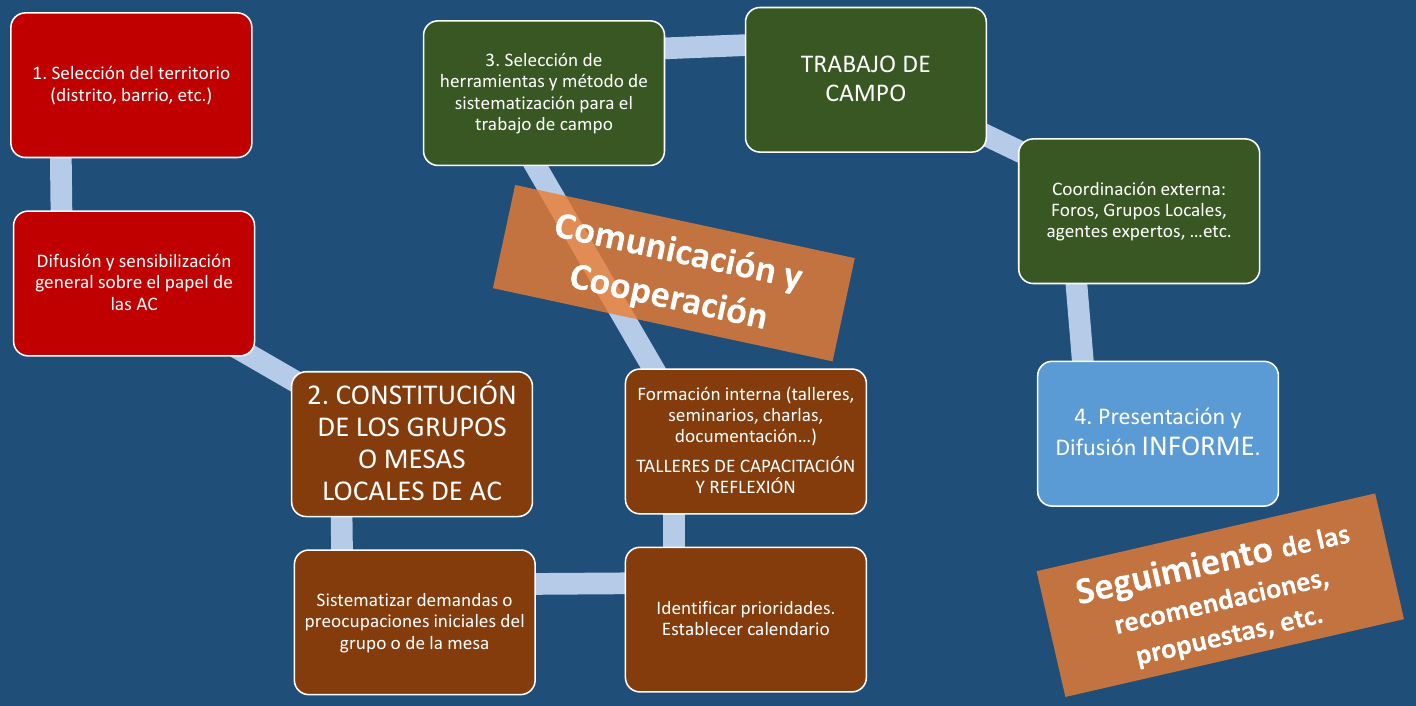 1. Selección del territorio
(distrito, barrio, etc.)
Difusión y sensibilización
general sobre el papel de
las AC
2. CONSTITUCIÓN
DE LOS GRUPOS
O MESAS
LOCALES DE AC
Sistematizar demandas o
preocupaciones iniciales del
grupo o de la mesa
Identificar prioridades.
Establecer calendario
Formación interna (talleres,
seminarios, charlas,
documentación…)
TALLERES DE CAPACITACIÓN
Y REFLEXIÓN
Comunicación y
Cooperación
3. Selección de
herramientas y método de
sistematización para el
trabajo de campo
TRABAJO DE
CAMPO
Coordinación externa:
Foros, Grupos Locales,
agentes expertos, …etc.
4. Presentación y
Difusión INFORME.
Seguimiento de las
recomendaciones,
propuestas, etc.